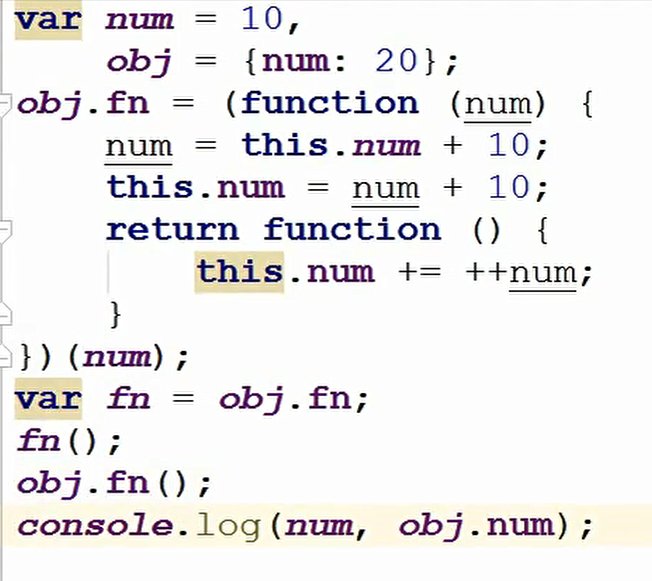 var num = 10,
    obj = {num: 20};
obj.fn = (function (num) {
    num = this.num + 10;
    this.num = num + 10;
    return function () {
        this.num += ++num;
    }
})(num);
var fn = obj.fn;
fn();
obj.fn();
console.log(num, obj.num);